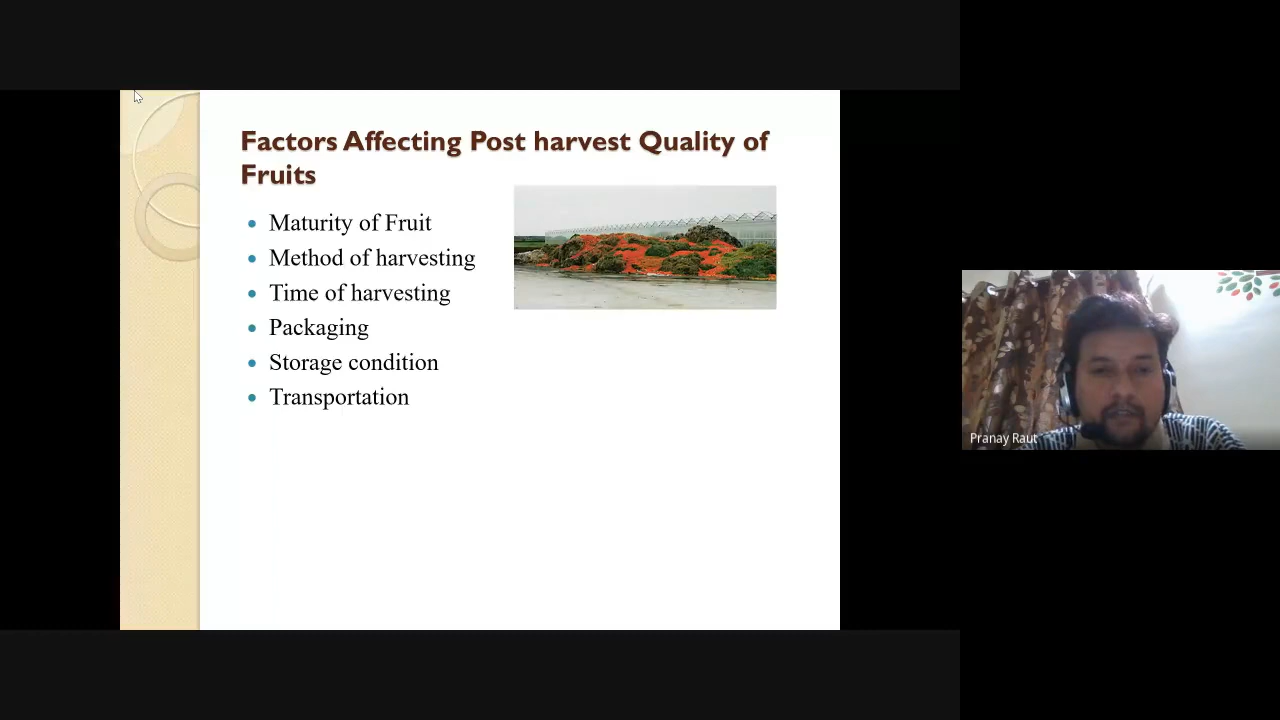 Factors Affecting Post harvest Quality of
Fruits
• Maturity of Fruit
• Method of harvesting
• Time of harvesting
• Packaging
• Storage condition
• Transportation
Pranay Raut